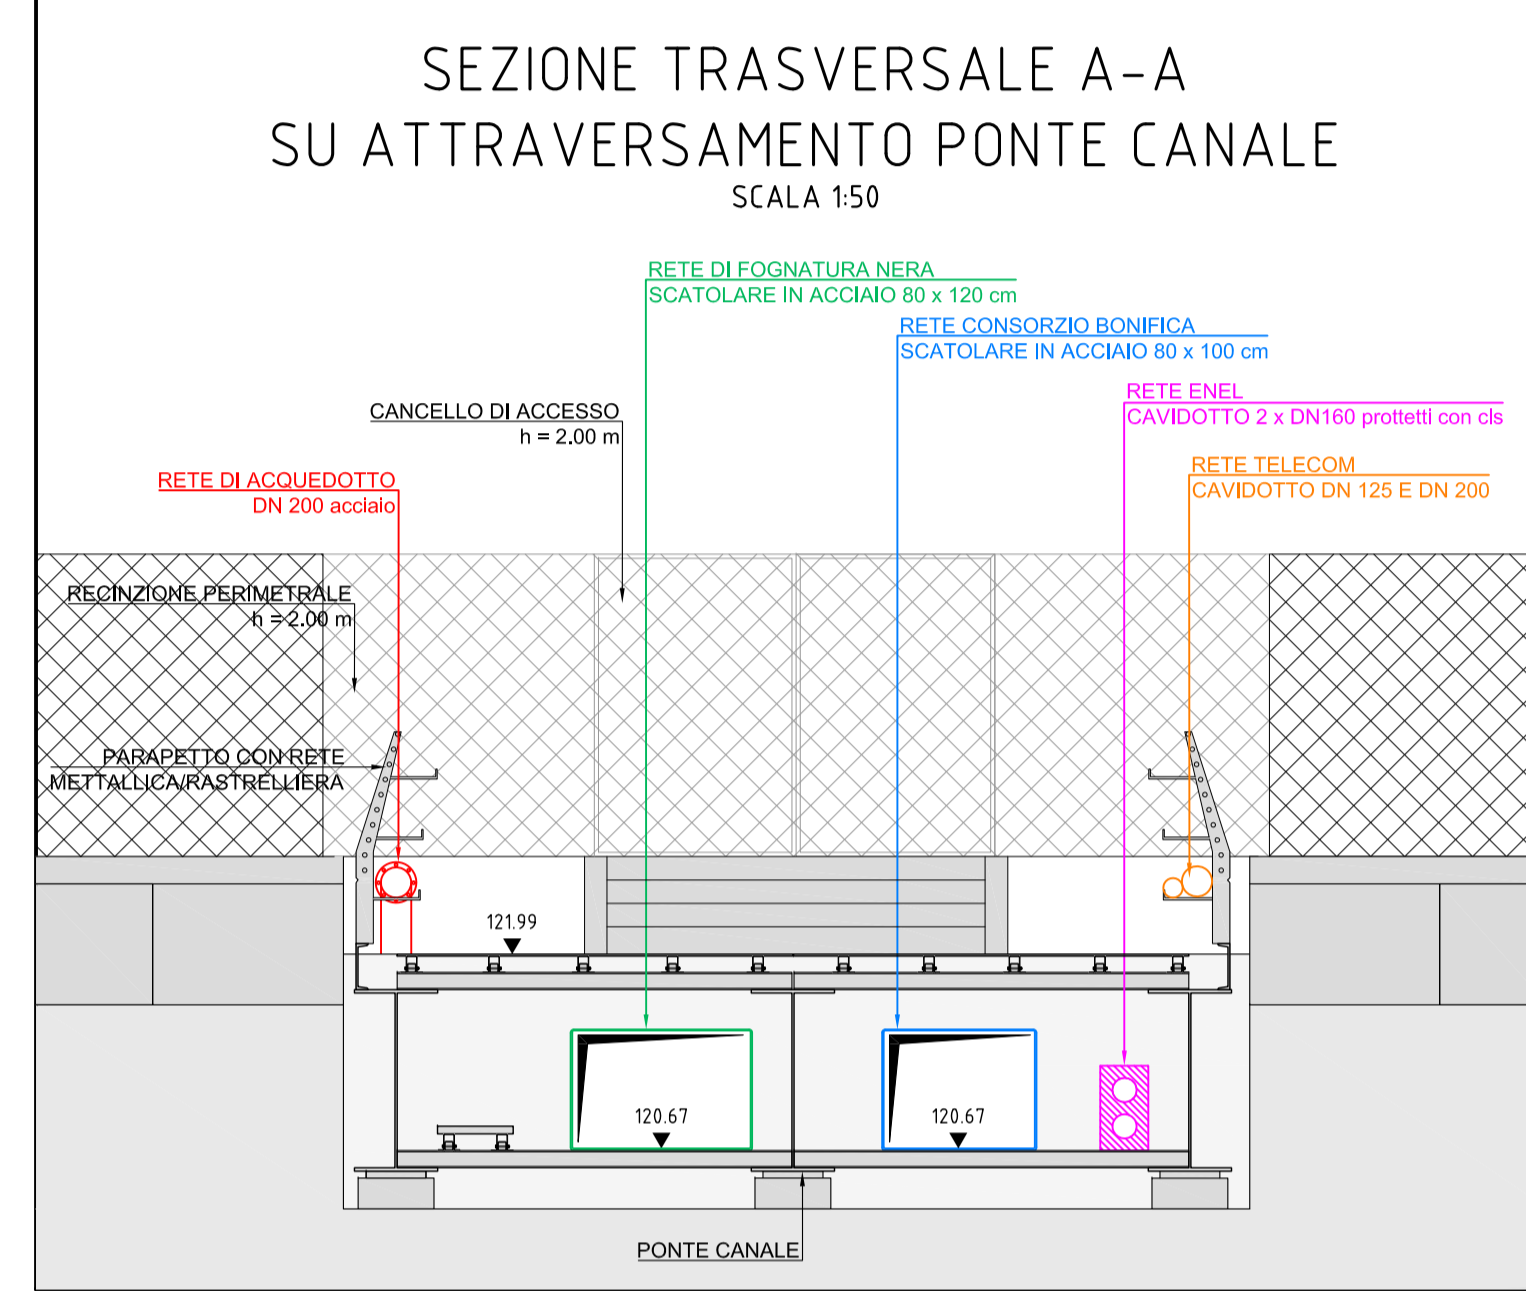 SEZIONE TRASVERSALE A-A
SU ATTRAVERSAMENTO PONTE CANALE
SCALA 1:50
RETE DI FOGNATURA NERA
SCATOLARE IN ACCIAIO 80 x 120 cm
RETE CONSORZIO BONIFICA
SCATOLARE IN ACCIAIO 80 x 100 cm
RETE ENEL
CAVIDOTTO 2 x DN160 prottetti con cls
CANCELLO DI ACCESSO
h = 2.00 m
RETE TELECOM
CAVIDOTTO DN 125 E DN 200
RETE DI ACQUEDOTTO
DN 200 acciaio
RECINZIONE PERIMETRALE
h = 2.00 m
PARAPETTO CON RETE
METTALLICA/RASTRELLIERA
121.99
120.67
120.67
PONTE CANALE